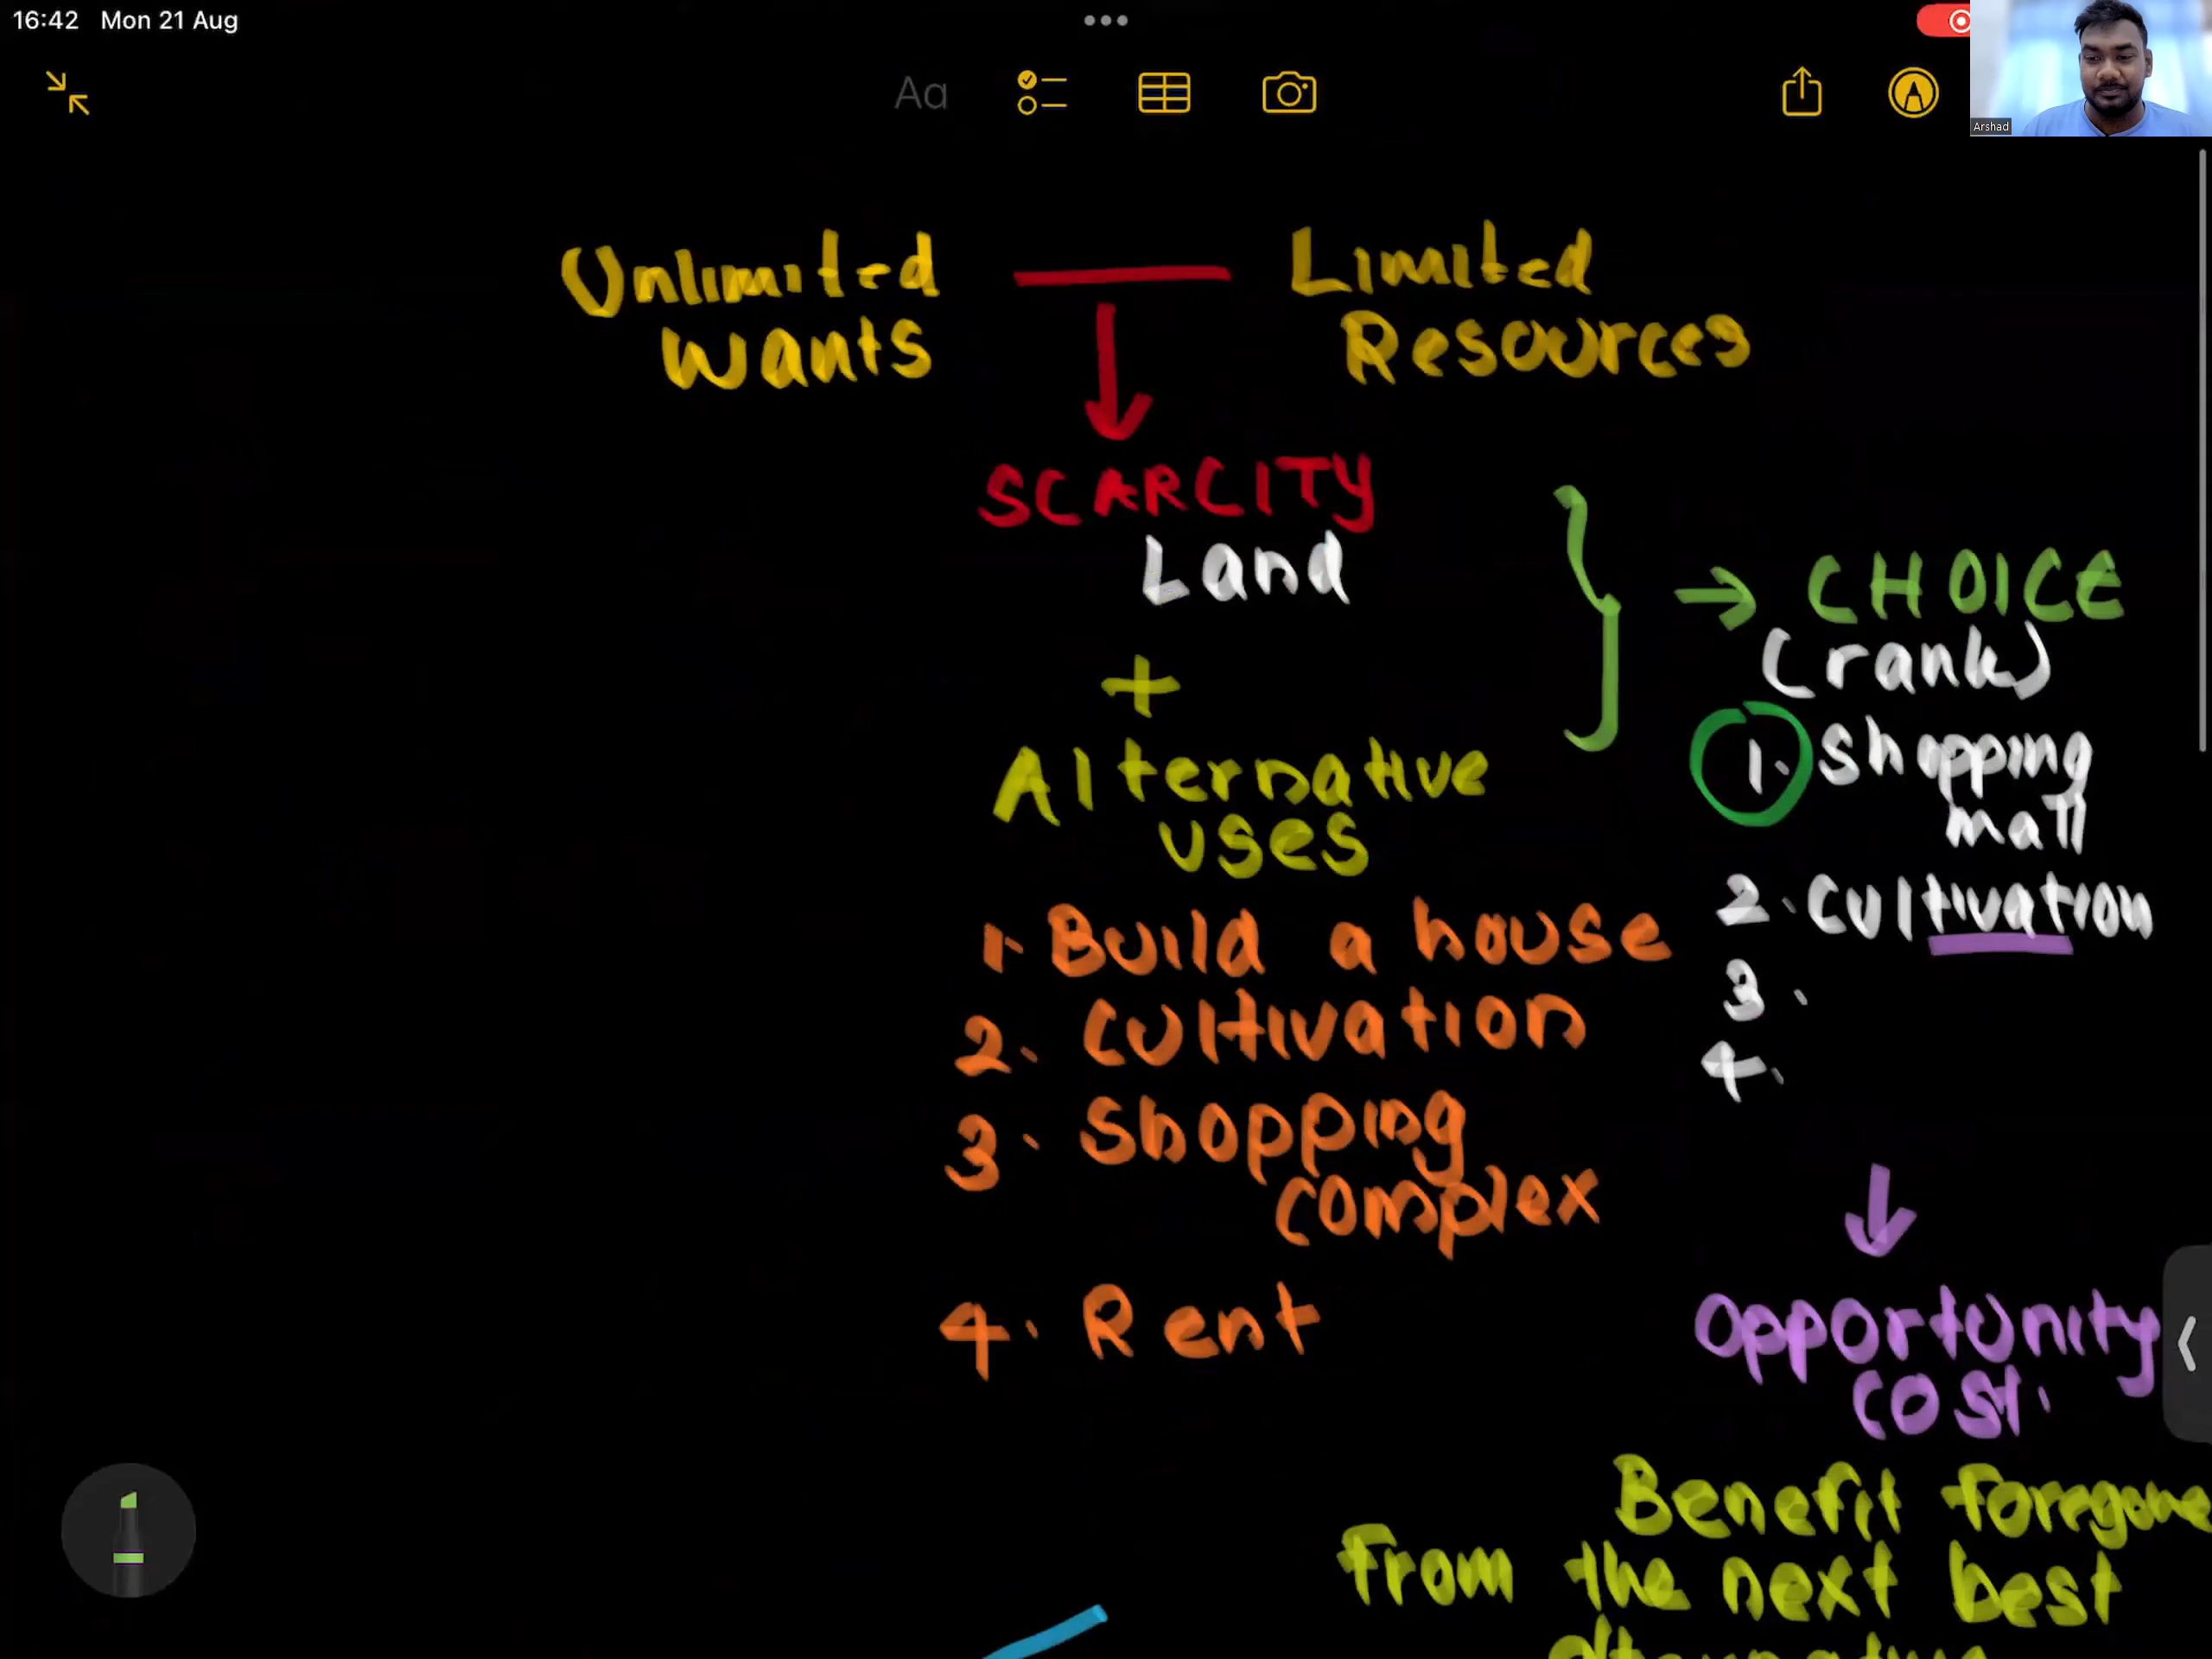 16:42 Mon 21 Aug
Aa
Arshad
Unlimited Limited
wants Resources
SCARCITY
Land
CHOICE
(rank)
+
Alternative
uses
1. Shopping
mall
2. Cultivation
3.
4.
1. Build a house
2. Cultivation
3. Shopping
complex
4. Rent
Opportunity
cost.
Benefit foregone
from the next best
alternative